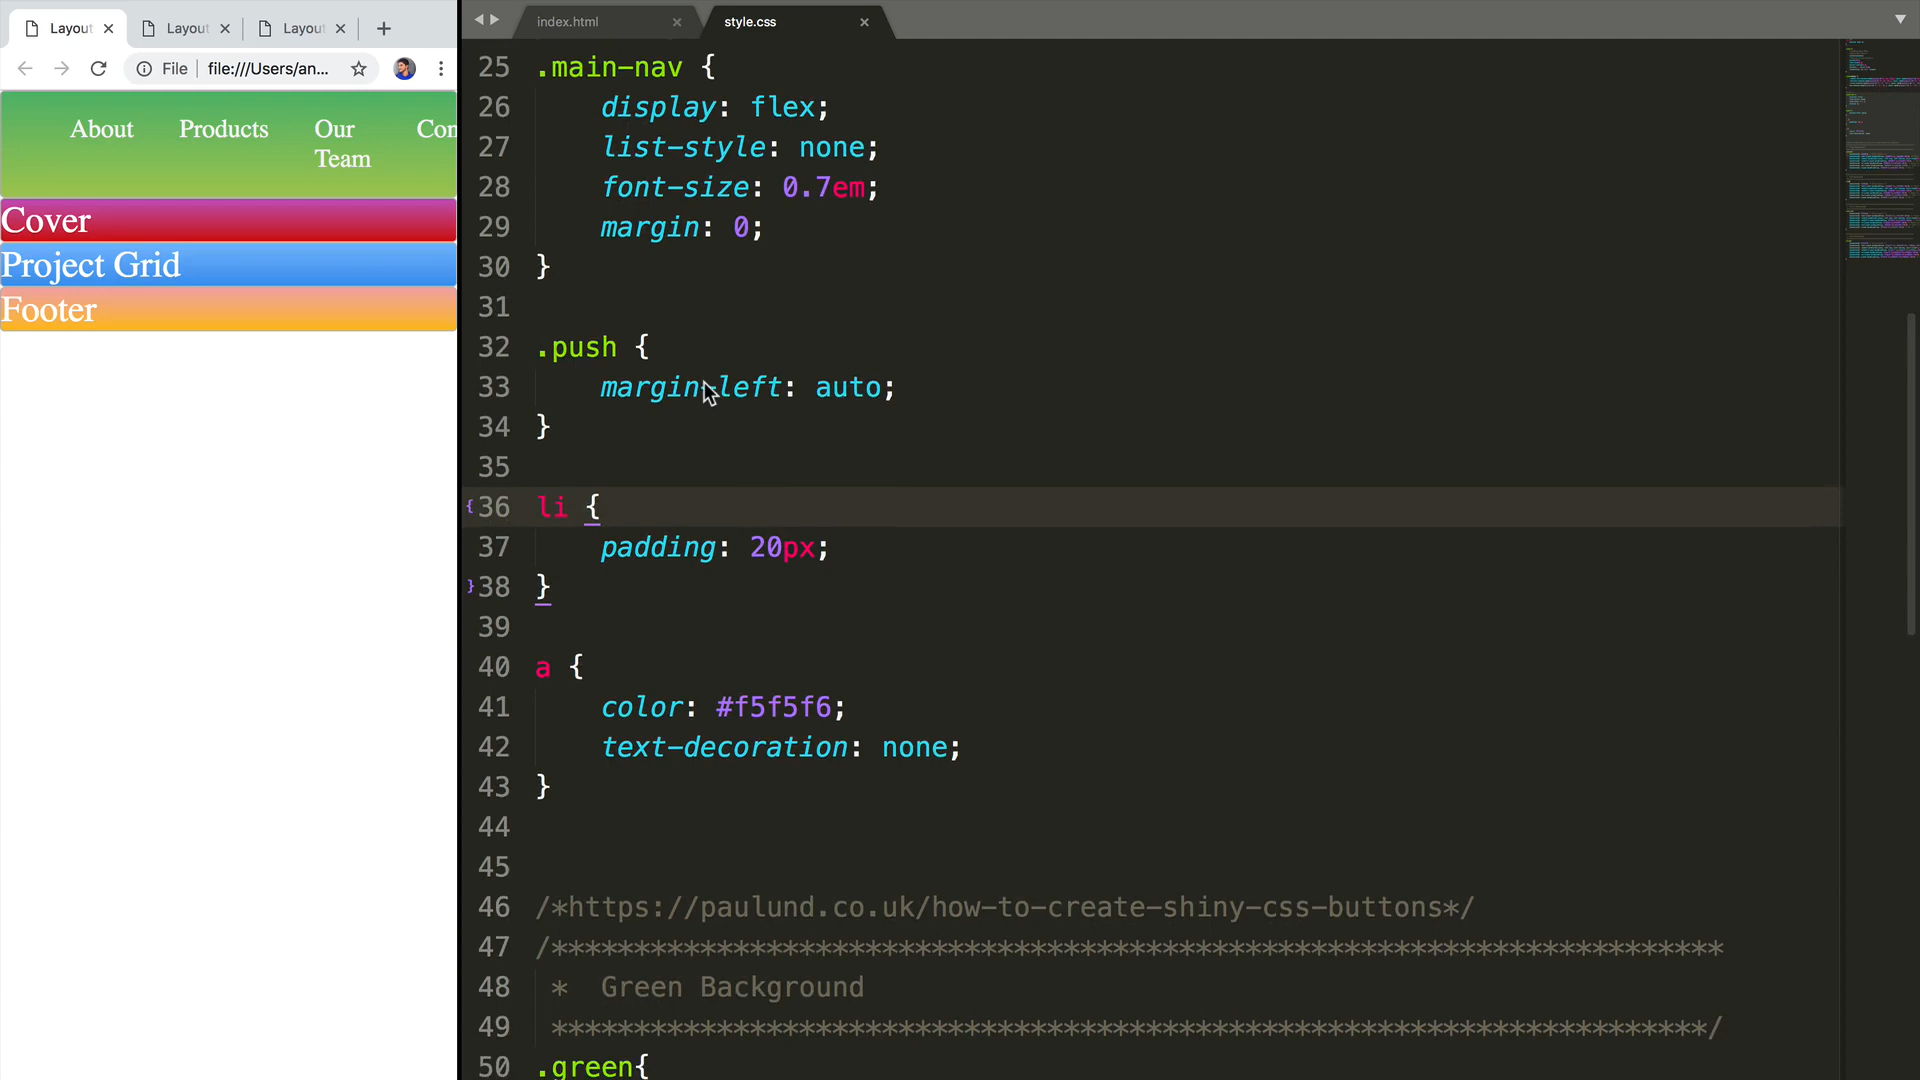 Layout
Layout
Layout
File
file:///Users/an...
About
Products
Our
Team
Con
Cover
Project Grid
Footer
index.html
style.css
25 .main-nav {
26 display: flex;
27 list-style: none;
28 font-size: 0.7em;
29 margin: 0;
30 }
31
32 .push {
33 margin-left: auto;
34 }
35
36 li {
37 padding: 20px;
38 }
39
40 a {
41 color: #f5f5f6;
42 text-decoration: none;
43 }
44
45
46 /*https://paulund.co.uk/how-to-create-shiny-css-buttons*/
47 /************************************************************************
48 * Green Background
49 ***********************************************************************/
50 .green{